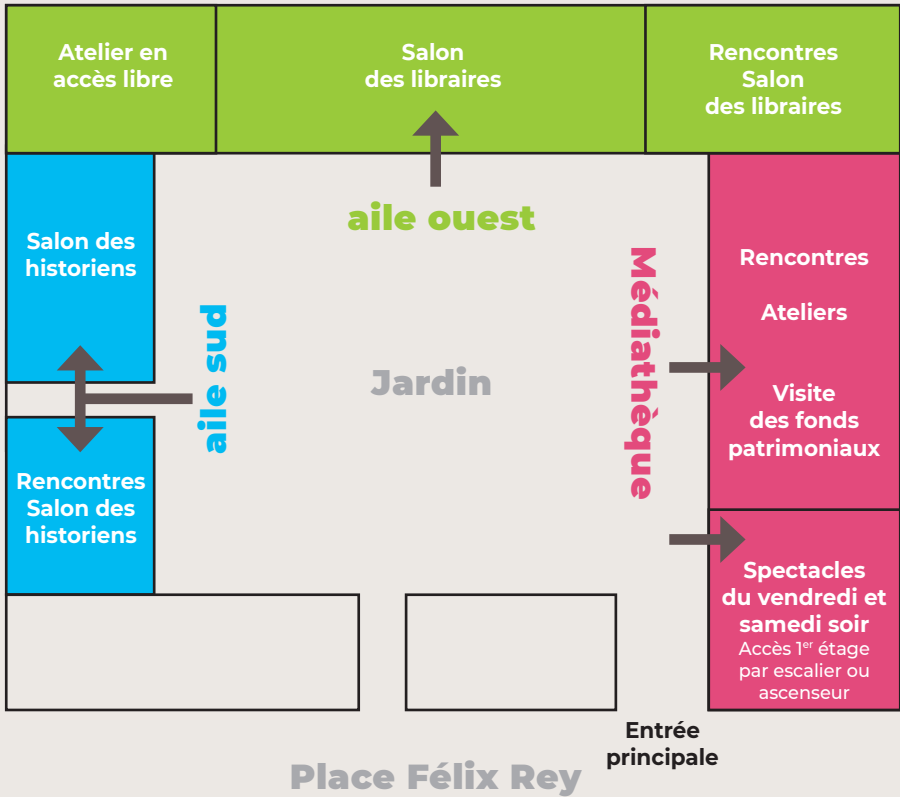 Atelier en
accès libre
Salon
des libraires
Rencontres
Salon
des libraires
aile ouest
Salon des
historiens
aile sud
Rencontres
Salon des
historiens
Jardin
Médiathèque
Rencontres
Ateliers
Visite
des fonds
patrimoniaux
Spectacles
du vendredi et
samedi soir
Accès 1er étage
par escalier ou
ascenseur
Entrée
principale
Place Félix Rey